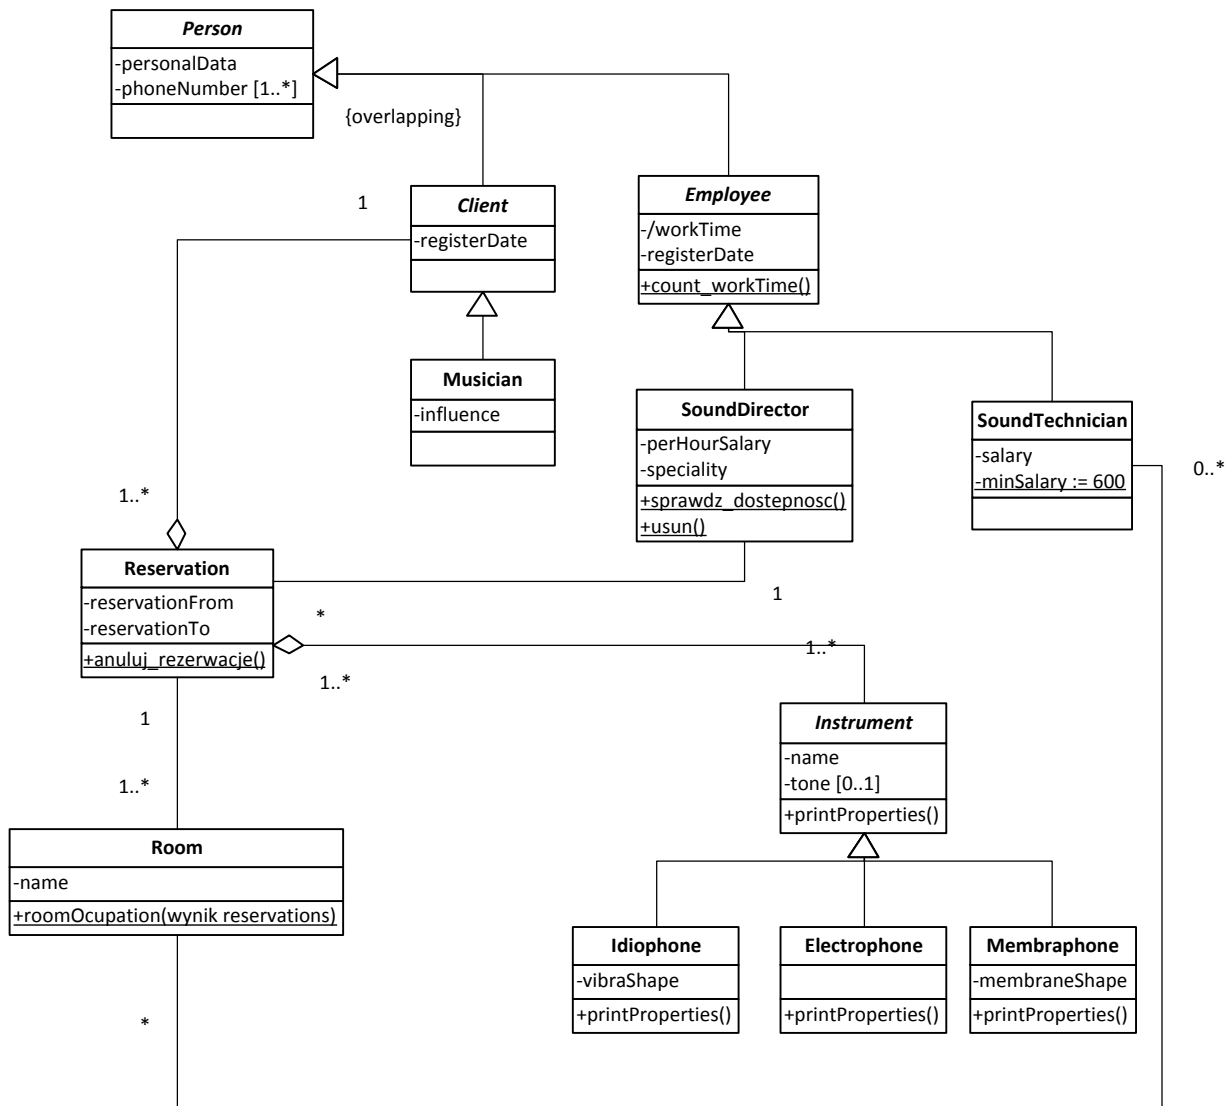 Person
-personalData
-phoneNumber [1..*]
{overlapping}
1
Client
-registerDate
Employee
-/workTime
-registerDate
+count_workTime()
Musician
-influence
SoundDirector
-perHourSalary
-speciality
+sprawdz_dostepnosc()
+usun()
SoundTechnician
-salary
-minSalary := 600
0..*
1..*
Reservation
-reservationFrom
-reservationTo
+anuluj_rezerwacje()
*
1
1..*
1..*
1
1..*
Instrument
-name
-tone [0..1]
+printProperties()
Room
-name
+roomOcupation(wynik reservations)
*
Idiophone
-vibraShape
+printProperties()
Electrophone
+printProperties()
Membraphone
-membraneShape
+printProperties()